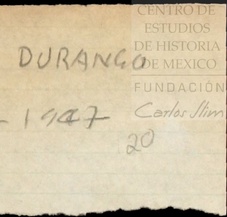 CENTRO DE
ESTUDIOS
DE HISTORIA
DE MEXICO
FUNDACIÓN
Carlos Slim
DURANGO
- 1947
20